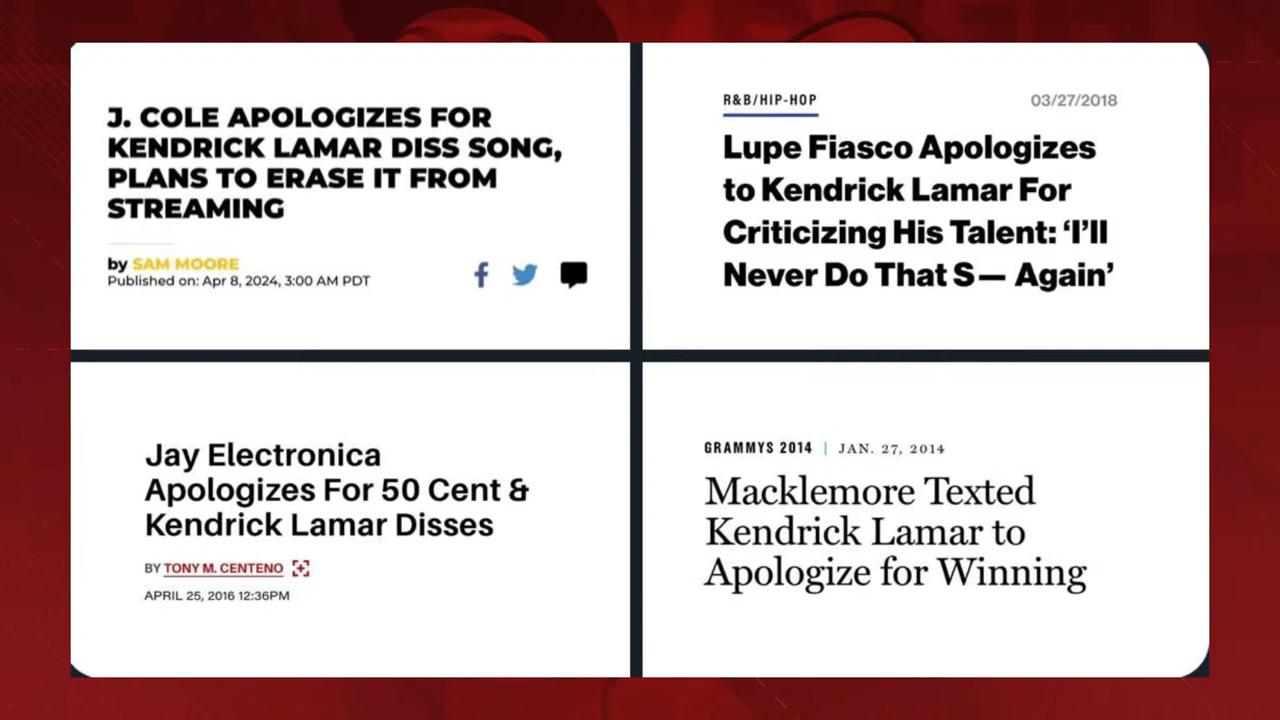 J. COLE APOLOGIZES FOR
KENDRICK LAMAR DISS SONG,
PLANS TO ERASE IT FROM
STREAMING
by SAM MOORE
Published on: Apr 8, 2024, 3:00 AM PDT
R&B/HIP-HOP 03/27/2018
Lupe Fiasco Apologizes
to Kendrick Lamar For
Criticizing His Talent: ‘I’ll
Never Do That S— Again’
Jay Electronica
Apologizes For 50 Cent &
Kendrick Lamar Disses
BY TONY M. CENTENO
APRIL 25, 2016 12:36PM
GRAMMYS 2014 | JAN. 27, 2014
Macklemore Texted
Kendrick Lamar to
Apologize for Winning